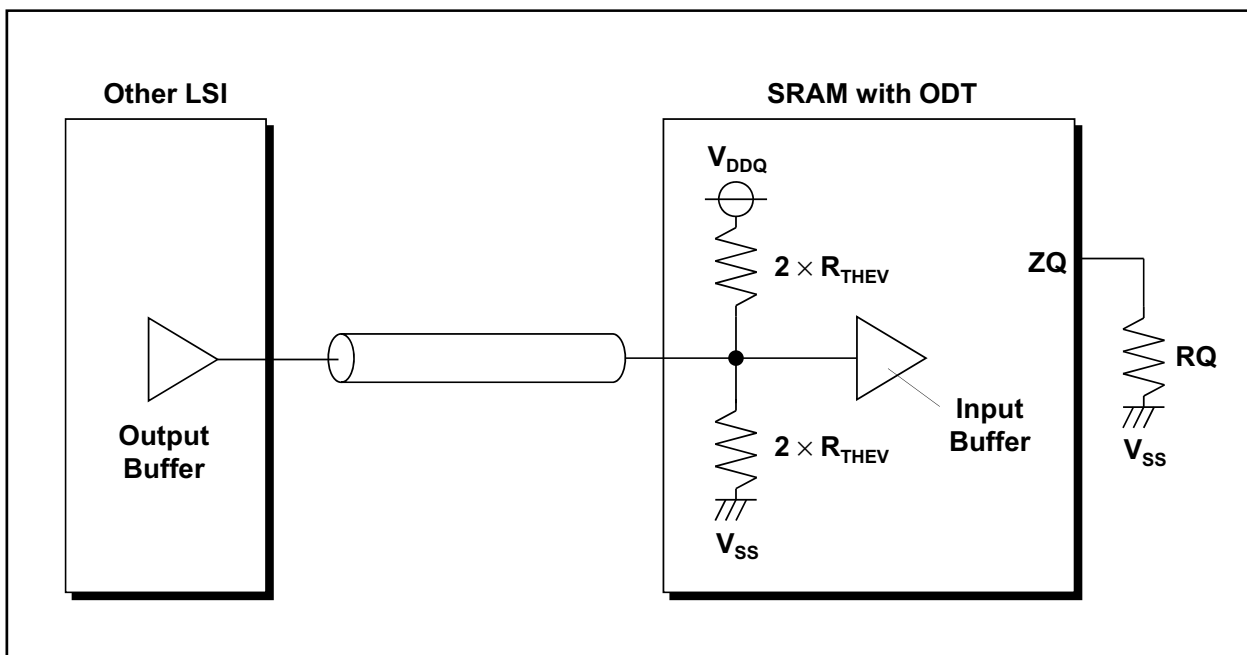 Other LSI
SRAM with ODT
VDDQ
2 × RTHEV
ZQ
RQ
VSS
Output
Buffer
Input
Buffer
2 × RTHEV
VSS